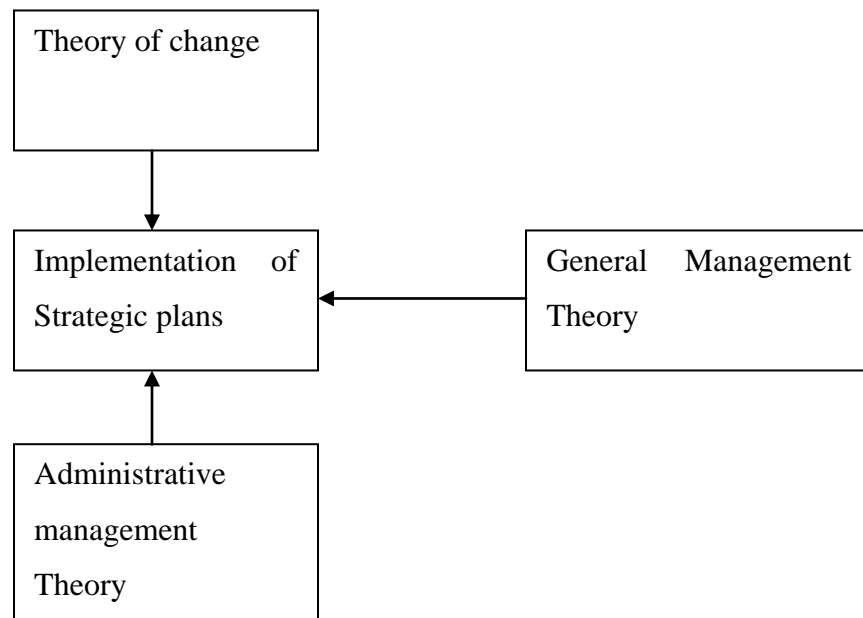 Theory of change
Implementation of
Strategic plans
General Management
Theory
Administrative
management
Theory